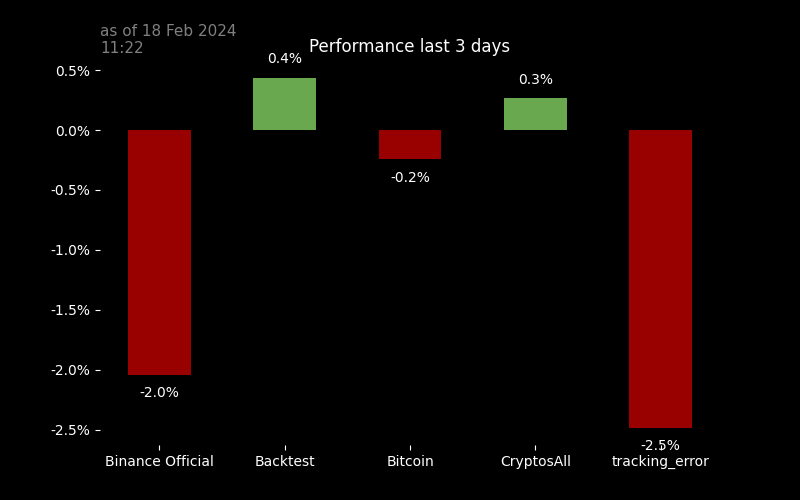 as of 18 Feb 2024
11:22
Performance last 3 days
0.5%
0.0%
-0.5%
-1.0%
-1.5%
-2.0%
-2.5%
0.4%
0.3%
-0.2%
-2.0%
-2.5%
Binance Official
Backtest
Bitcoin
CryptosAll
tracking_error